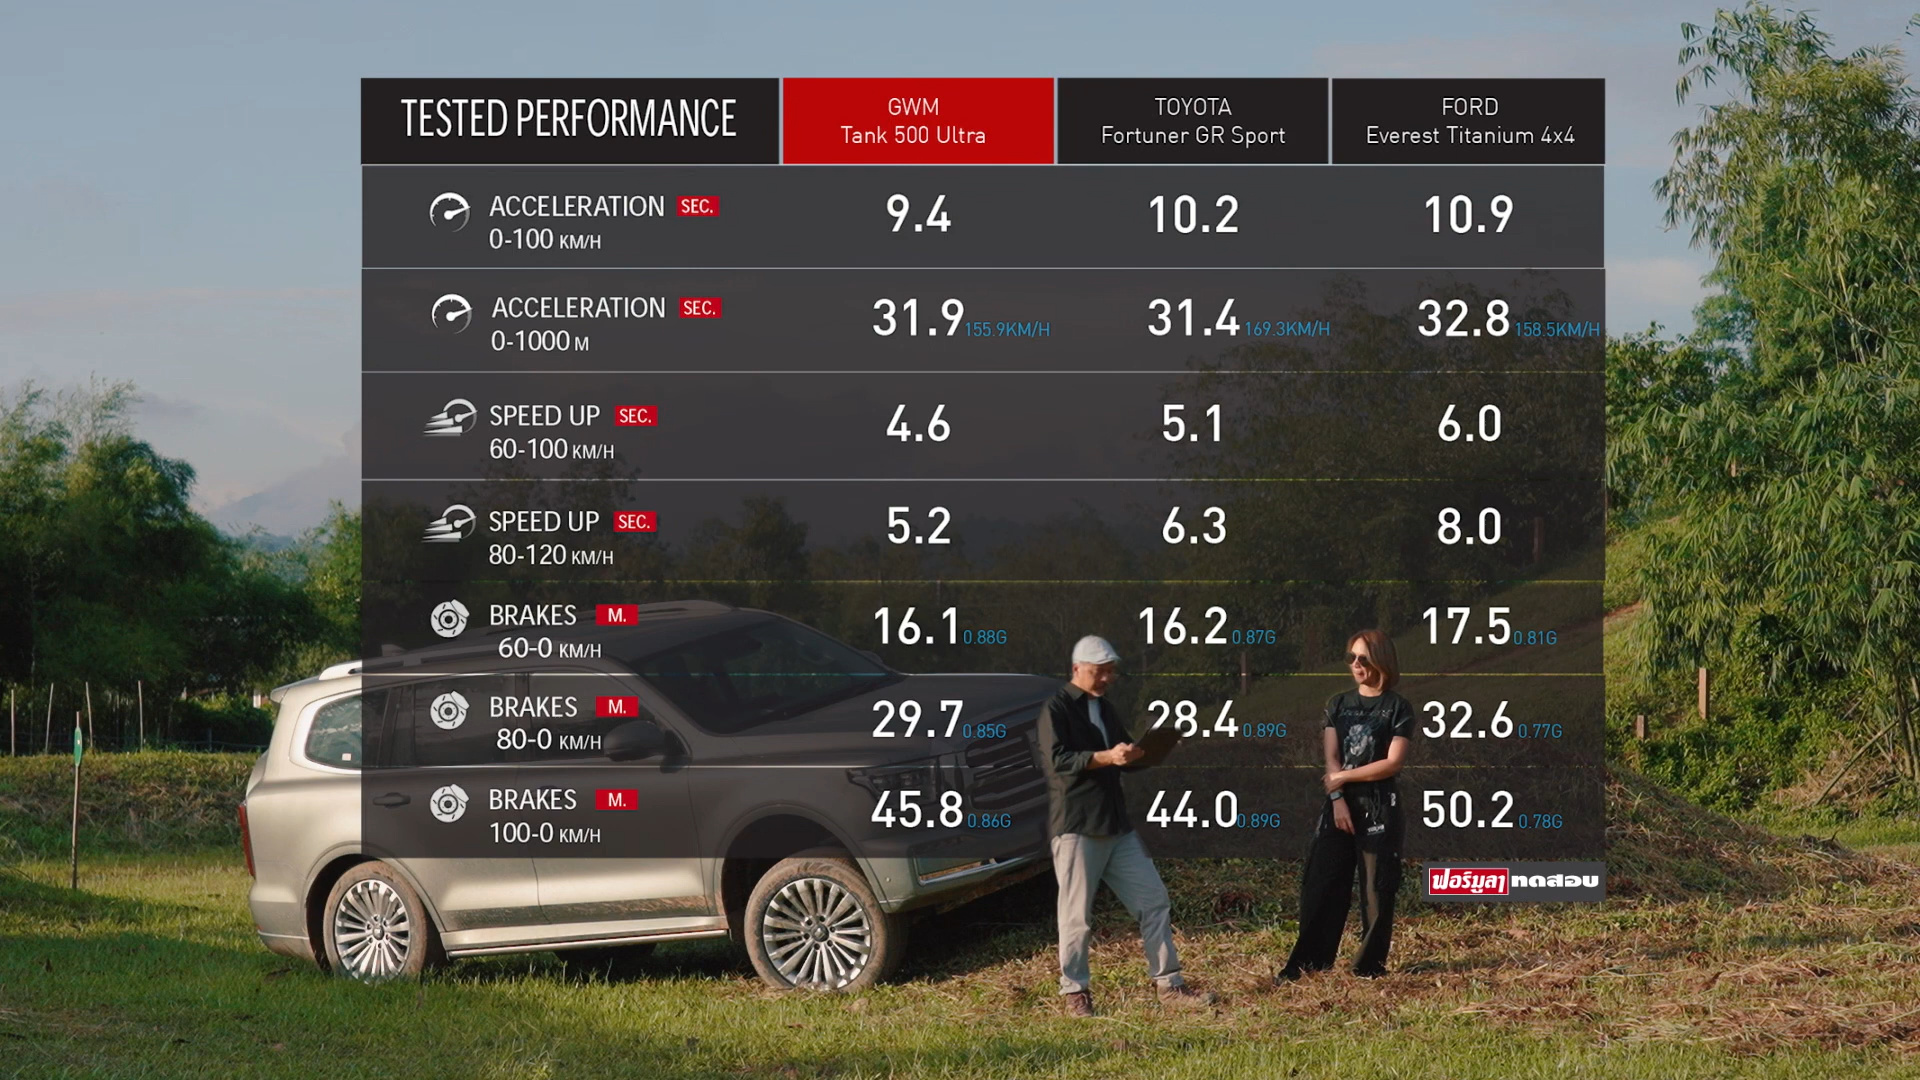 TESTED PERFORMANCE
GWM
Tank 500 Ultra
TOYOTA
Fortuner GR Sport
FORD
Everest Titanium 4x4
ACCELERATION SEC.
0-100 KM/H
9.4
10.2
10.9
ACCELERATION SEC.
0-1000 M
31.9 155.9KM/H
31.4 169.3KM/H
32.8 158.5KM/H
SPEED UP SEC.
60-100 KM/H
4.6
5.1
6.0
SPEED UP SEC.
80-120 KM/H
5.2
6.3
8.0
BRAKES M.
60-0 KM/H
16.1 0.88G
16.2 0.87G
17.5 0.81G
BRAKES M.
80-0 KM/H
29.7 0.85G
28.4 0.89G
32.6 0.77G
BRAKES M.
100-0 KM/H
45.8 0.86G
44.0 0.89G
50.2 0.78G
ฟอร์มูลา ทดสอบ